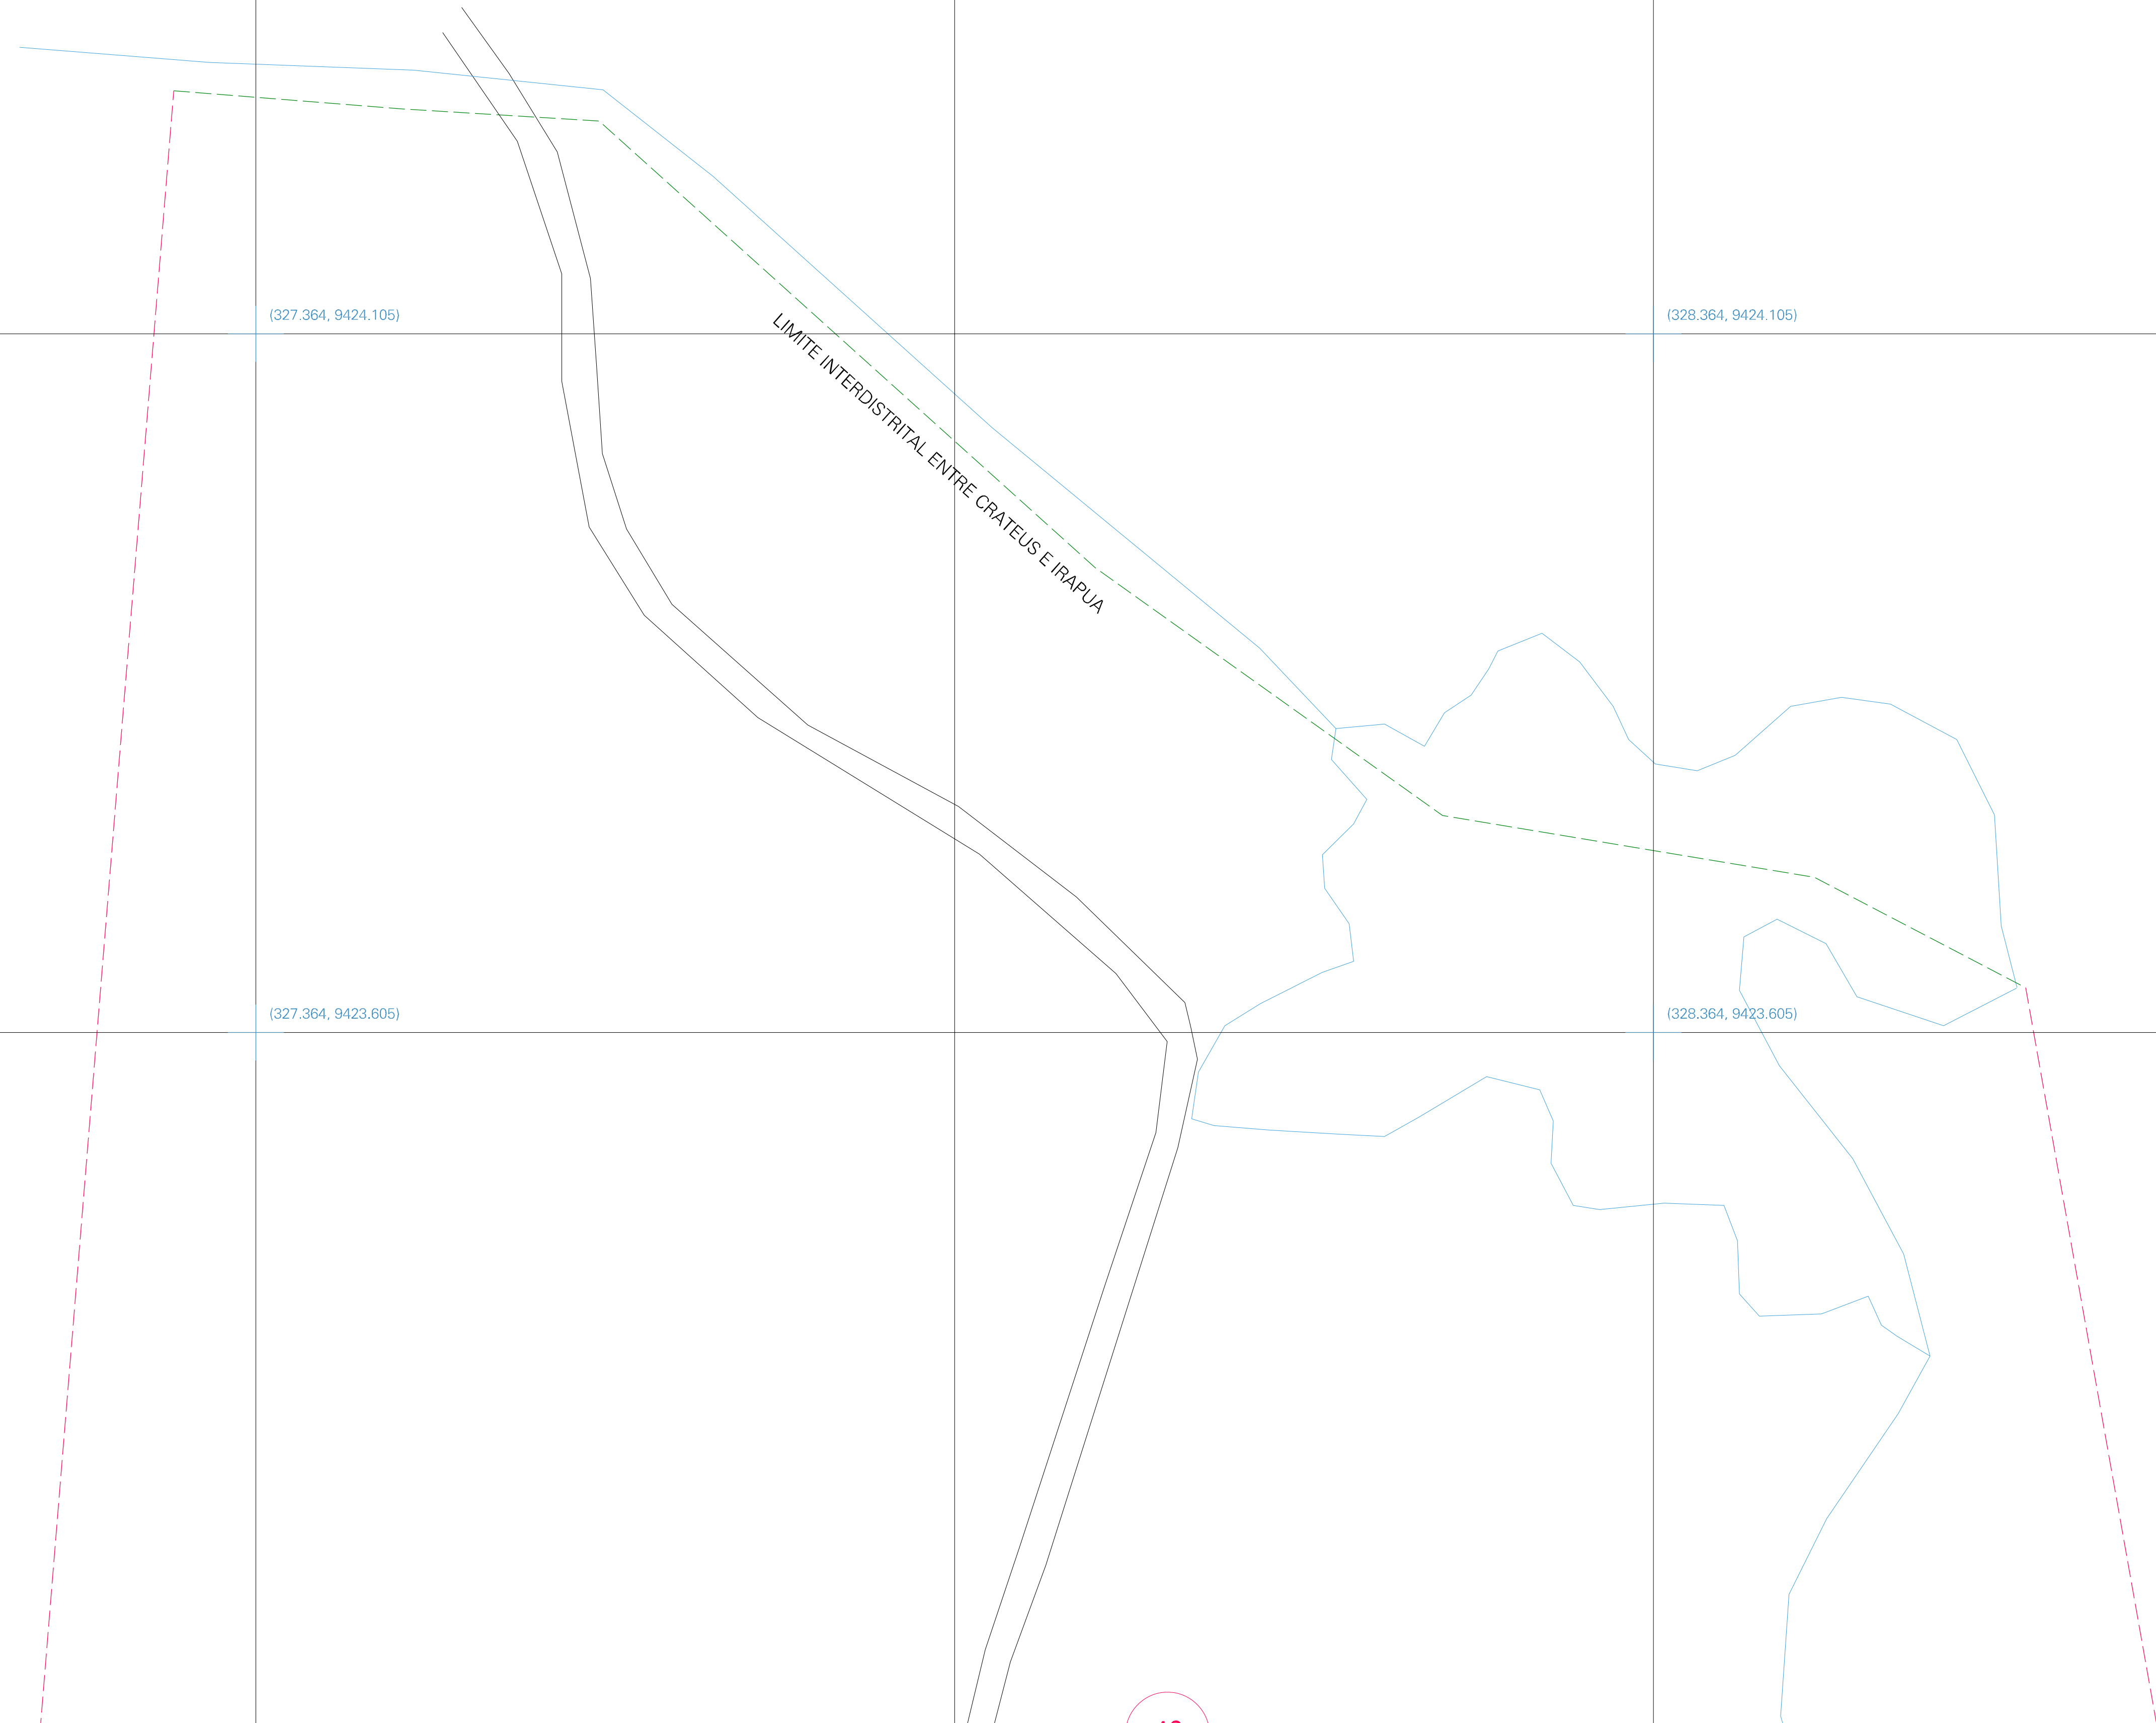 (327.364, 9424.105)
(328.364, 9424.105)
LIMITE INTERDISTRITAL ENTRE CRATEUS E IRAPUA
(327.364, 9423.605)
(328.364, 9423.605)